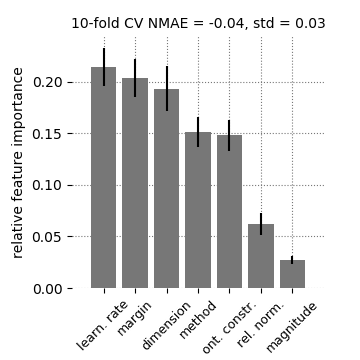 10-fold CV NMAE = -0.04, std = 0.03
relative feature importance
0.20
0.15
0.10
0.05
0.00
learn. rate
margin
dimension
method
ont. constr.
rel. norm.
magnitude